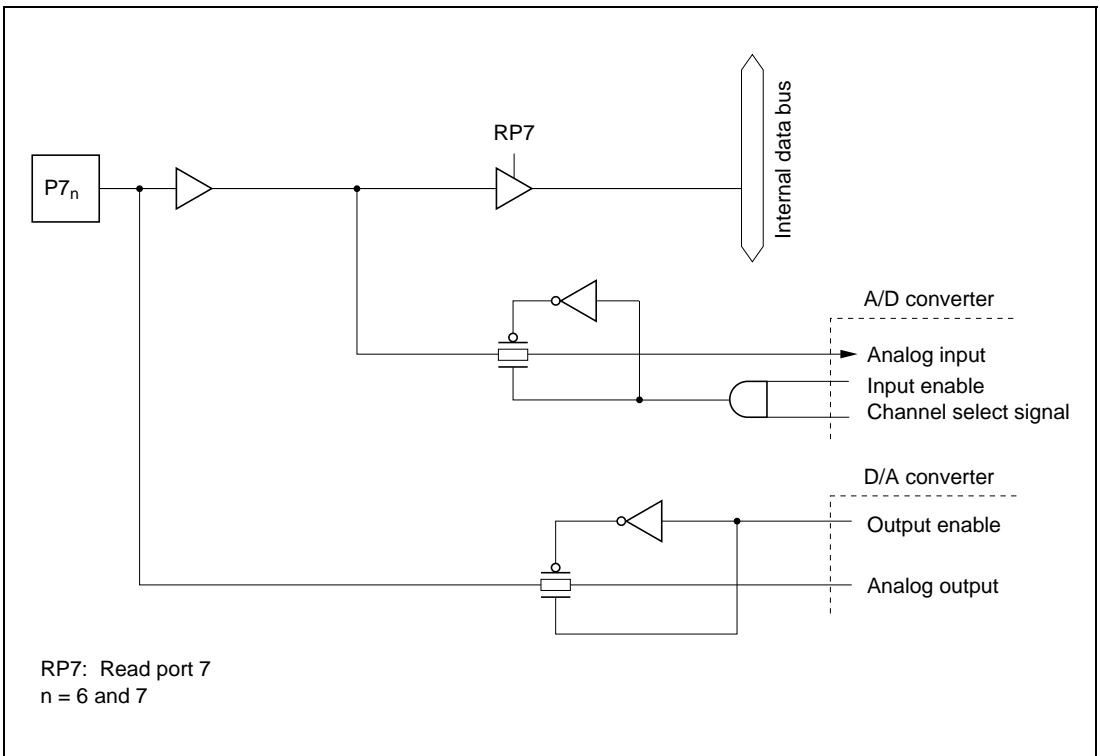 RP7
P7n
Internal data bus
A/D converter
Analog input
Input enable
Channel select signal
D/A converter
Output enable
Analog output
RP7: Read port 7
n = 6 and 7